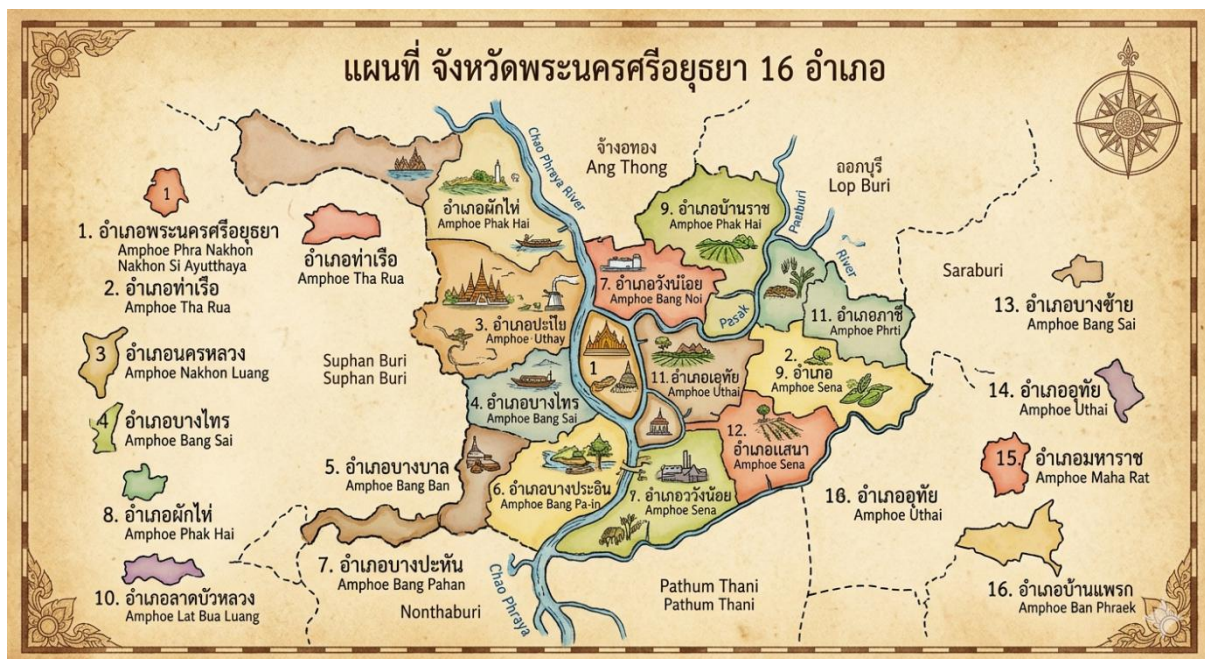 แผนที่ จังหวัดพระนครศรีอยุธยา 16 อำเภอ
1
1. อำเภอพระนครศรีอยุธยา
Amphoe Phra Nakhon
Nakhon Si Ayutthaya
2. อำเภอท่าเรือ
Amphoe Tha Rua
3
อำเภอนครหลวง
Amphoe Nakhon Luang
4
อำเภอบางไทร
Amphoe Bang Sai
8. อำเภอผักไห่
Amphoe Phak Hai
10. อำเภอลาดบัวหลวง
Amphoe Lat Bua Luang
อำเภอท่าเรือ
Amphoe Tha Rua
Suphan Buri
Suphan Buri
5. อำเภอบางบาล
Amphoe Bang Ban
7. อำเภอบางปะหัน
Amphoe Bang Pahan
Nonthaburi
อำเภอผักไห่
Amphoe Phak Hai
Chao Phraya River
จ้างอทอง
Ang Thong
ถอกบุรี
Lop Buri
9. อำเภอบ้านราช
Amphoe Phak Hai
River
7. อำเภอวังน่อย
Amphoe Bang Noi
Pasak
3.
Amphoe Uthay
1
11. อำเภอเอุทัย
Amphoe Uthai
11. อำเภอภาชี
Amphoe Phrti
2.
9. อำเภอ
Amphoe Sena
4. อำเภอบางไทร
Amphoe Bang Sai
12.
อำเภอแสนา
Amphoe Sena
6. อำเภอบางประอิน
Amphoe Bang Pa-in
7. อำเภอววังน้อย
Amphoe Sena
Chao Phraya
Pathum Thani
Pathum Thani
Saraburi
13. อำเภอบางซ้าย
Amphoe Bang Sai
14. อำเภออุทัย
Amphoe Uthai
15. อำเภอมหาราช
Amphoe Maha Rat
อำเภออุทัย
Amphoe Uthai
16. อำเภอบ้านแพรก
Amphoe Ban Phraek